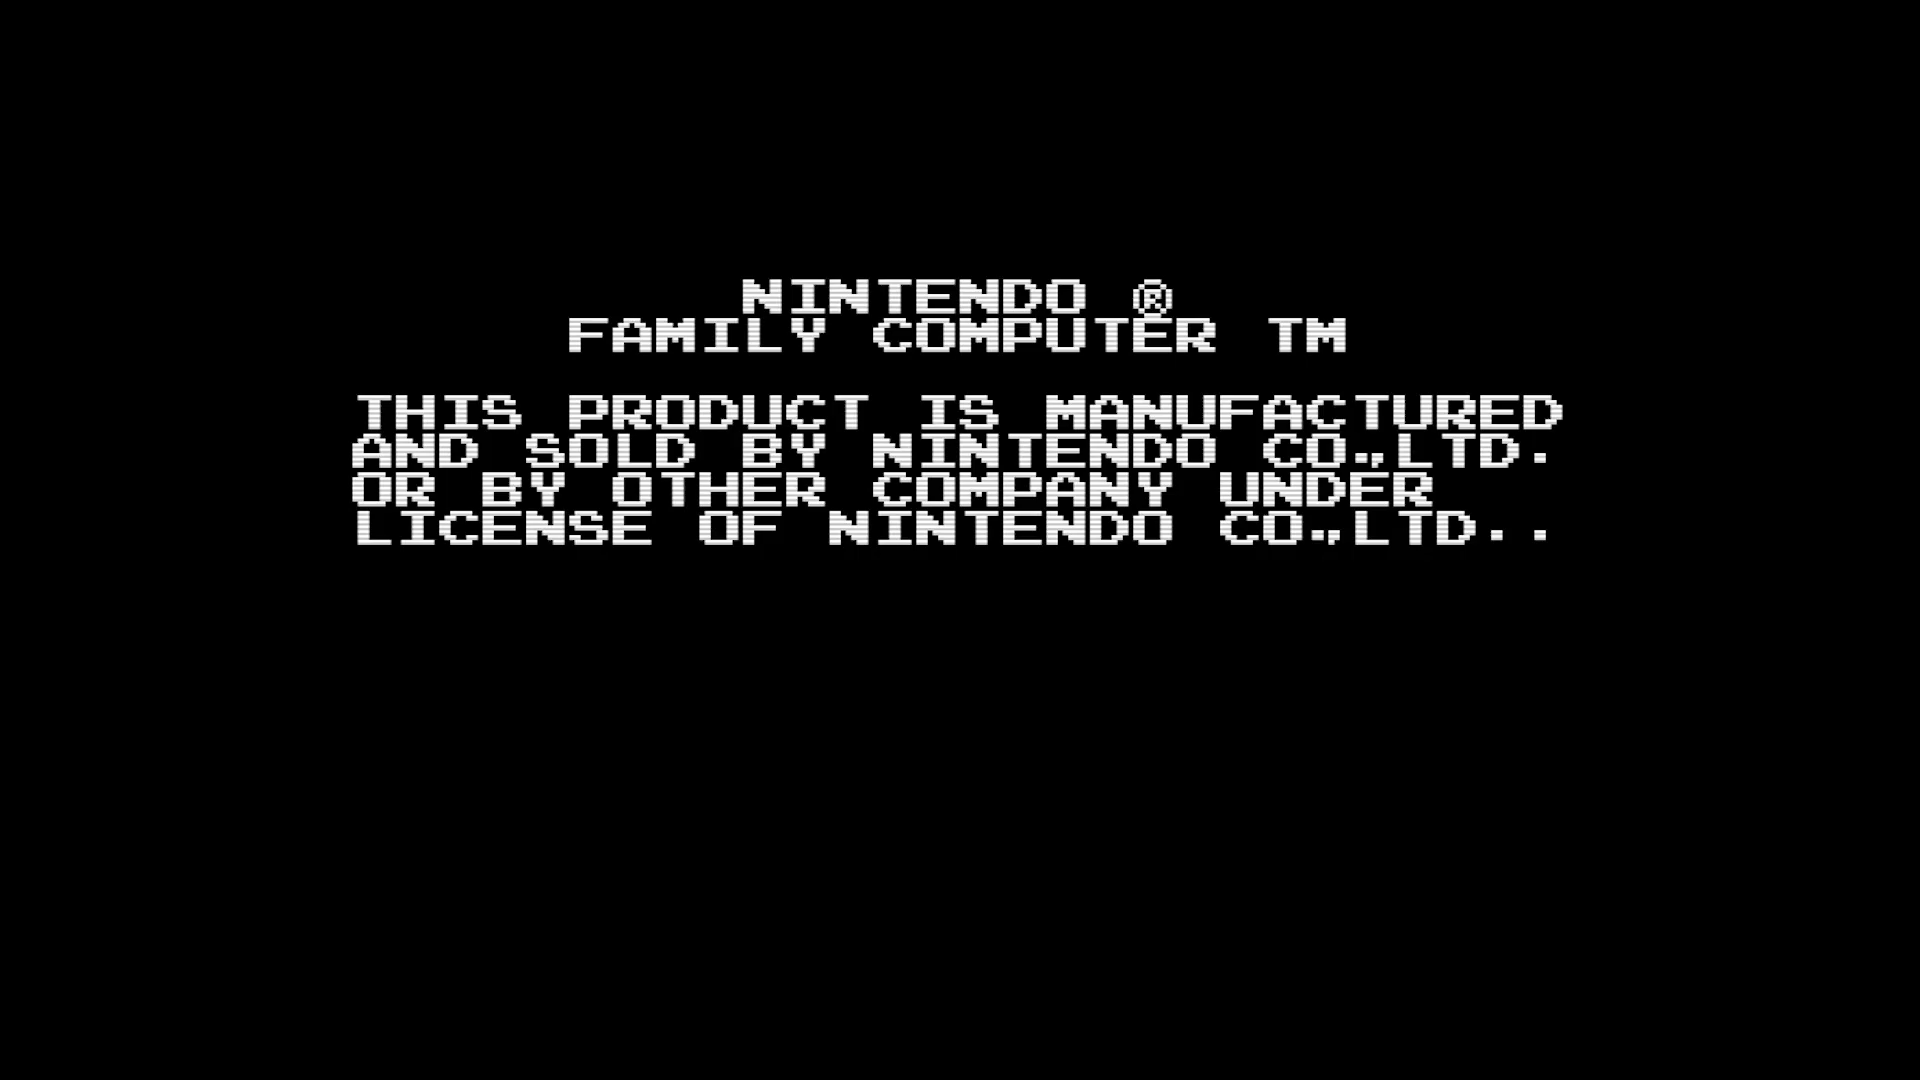 NINTENDO ®
FAMILY COMPUTER TM
THIS PRODUCT IS MANUFACTURED
AND SOLD BY NINTENDO CO.,LTD.
OR BY OTHER COMPANY UNDER
LICENSE OF NINTENDO CO.,LTD..